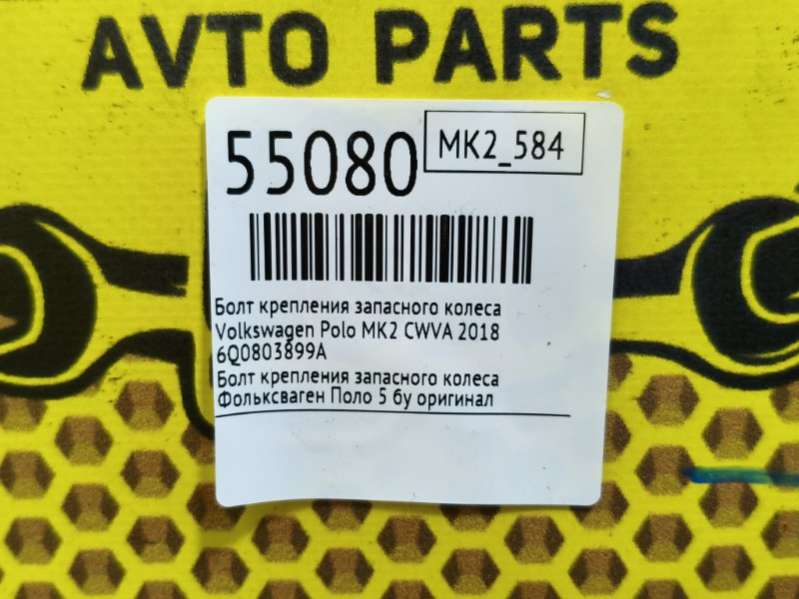 AVTO PARTS
55080
MK2_584
Болт крепления запасного колеса
Volkswagen Polo MK2 CWVA 2018
6Q0803899A
Болт крепления запасного колеса
Фольксваген Поло 5 бу оригинал